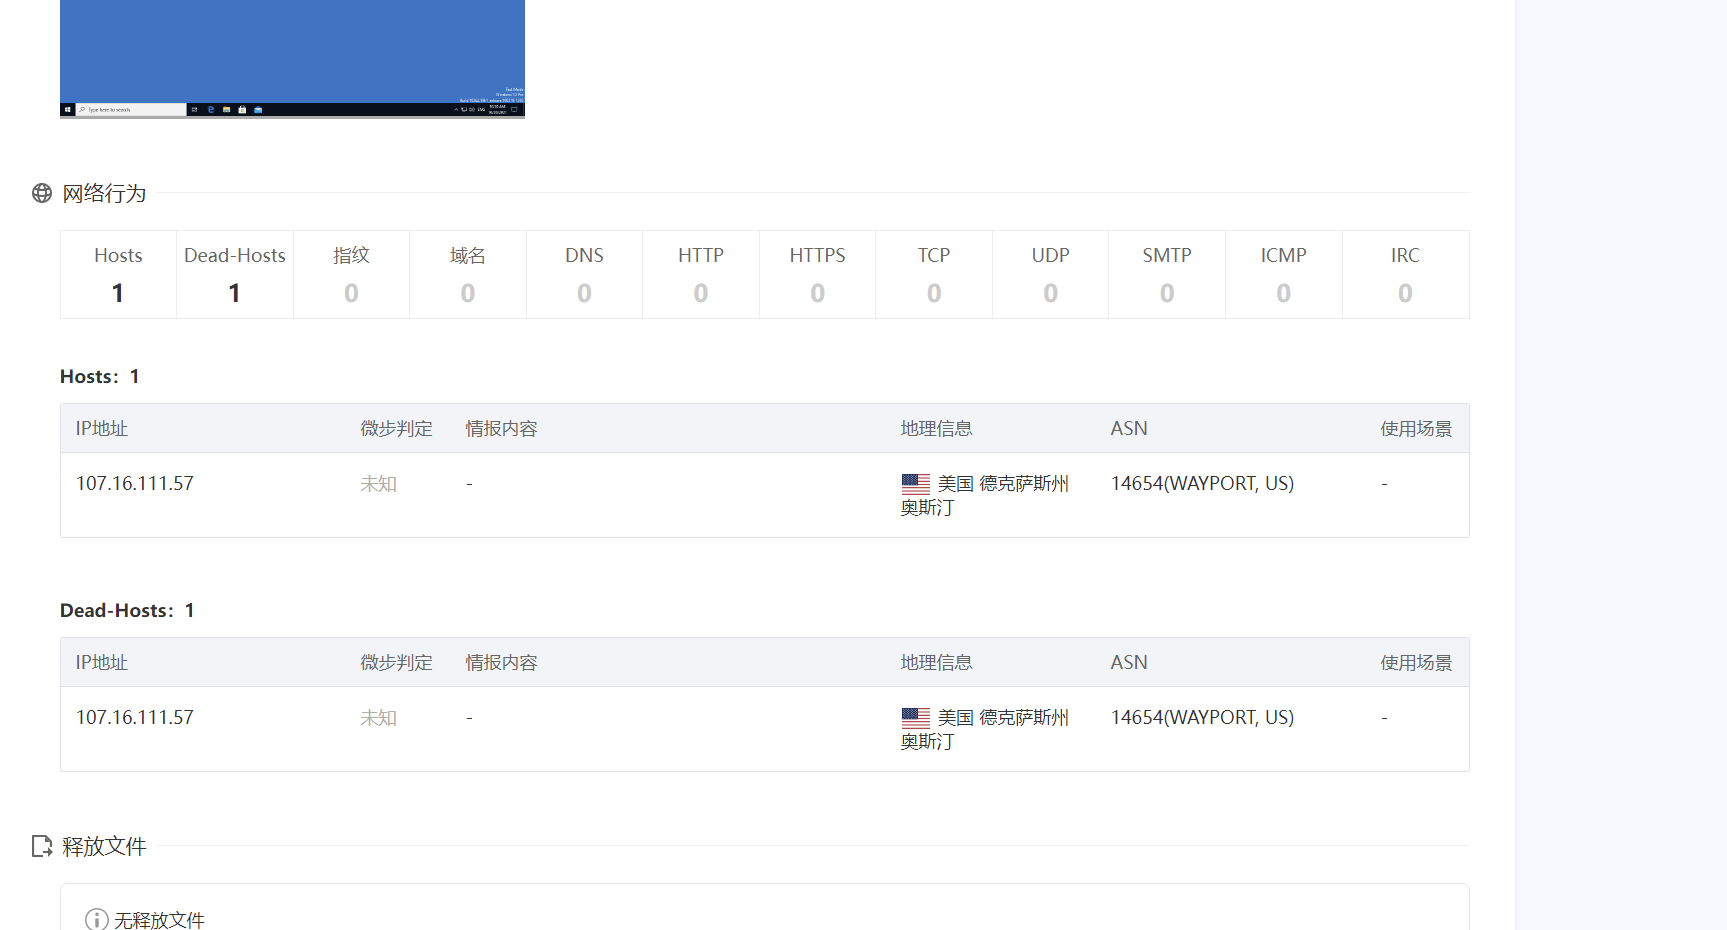 Type here to search
Test Mode
Windows 10 Pro
ENG
网络行为
Hosts Dead-Hosts 指纹 域名 DNS HTTP HTTPS TCP UDP SMTP ICMP IRC
1 1 0 0 0 0 0 0 0 0 0 0
Hosts：1
IP地址 微步判定 情报内容 地理信息 ASN 使用场景
107.16.111.57 未知 - 美国 德克萨斯州 14654(WAYPORT, US) -
奥斯汀
Dead-Hosts：1
IP地址 微步判定 情报内容 地理信息 ASN 使用场景
107.16.111.57 未知 - 美国 德克萨斯州 14654(WAYPORT, US) -
奥斯汀
释放文件
无释放文件